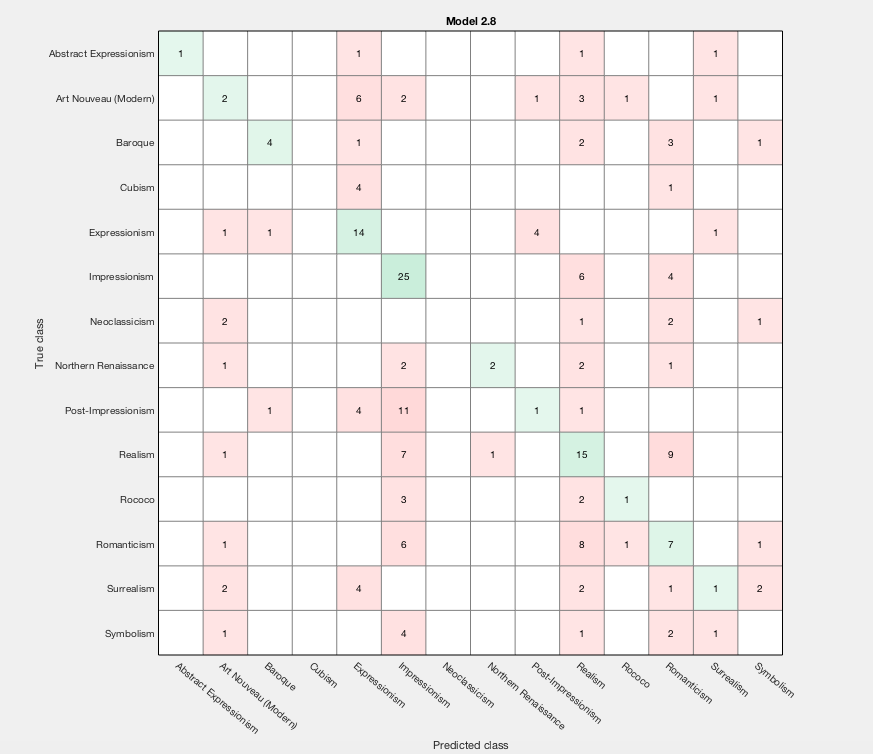 Model 2.8
Abstract Expressionism 1 1 1 1
Art Nouveau (Modern) 2 6 2 1 3 1 1
Baroque 4 1 2 3 1
Cubism 4 1
Expressionism 1 1 14 4 1
Impressionism 25 6 4
Neoclassicism 2 1 2 1
Northern Renaissance 1 2 2 2 1
Post-Impressionism 1 4 11 1 1
Realism 1 7 1 15 9
Rococo 3 2 1
Romanticism 1 6 8 1 7 1
Surrealism 2 4 2 1 1 2
Symbolism 1 4 1 2 1
True class
Abstract Expressionism
Art Nouveau (Modern)
Baroque
Cubism
Expressionism
Impressionism
Neoclassicism
Northern Renaissance
Post-Impressionism
Realism
Rococo
Romanticism
Surrealism
Symbolism
Predicted class